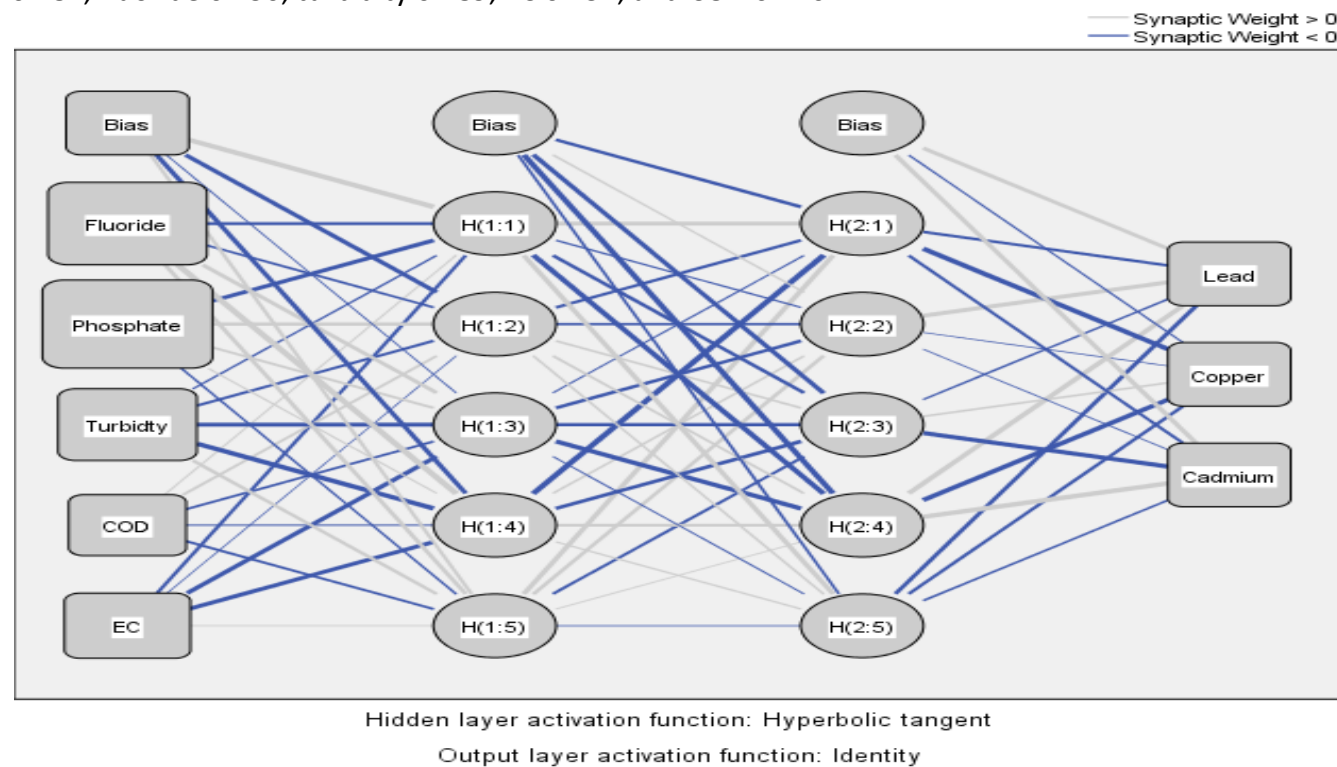 Synaptic Weight > 0
Synaptic Weight < 0
Bias
Bias
Bias
Fluoride
H(1:1)
H(2:1)
Lead
Phosphate
H(1:2)
H(2:2)
Copper
Turbidty
H(1:3)
H(2:3)
Cadmium
COD
H(1:4)
H(2:4)
EC
H(1:5)
H(2:5)
Hidden layer activation function: Hyperbolic tangent
Output layer activation function: Identity